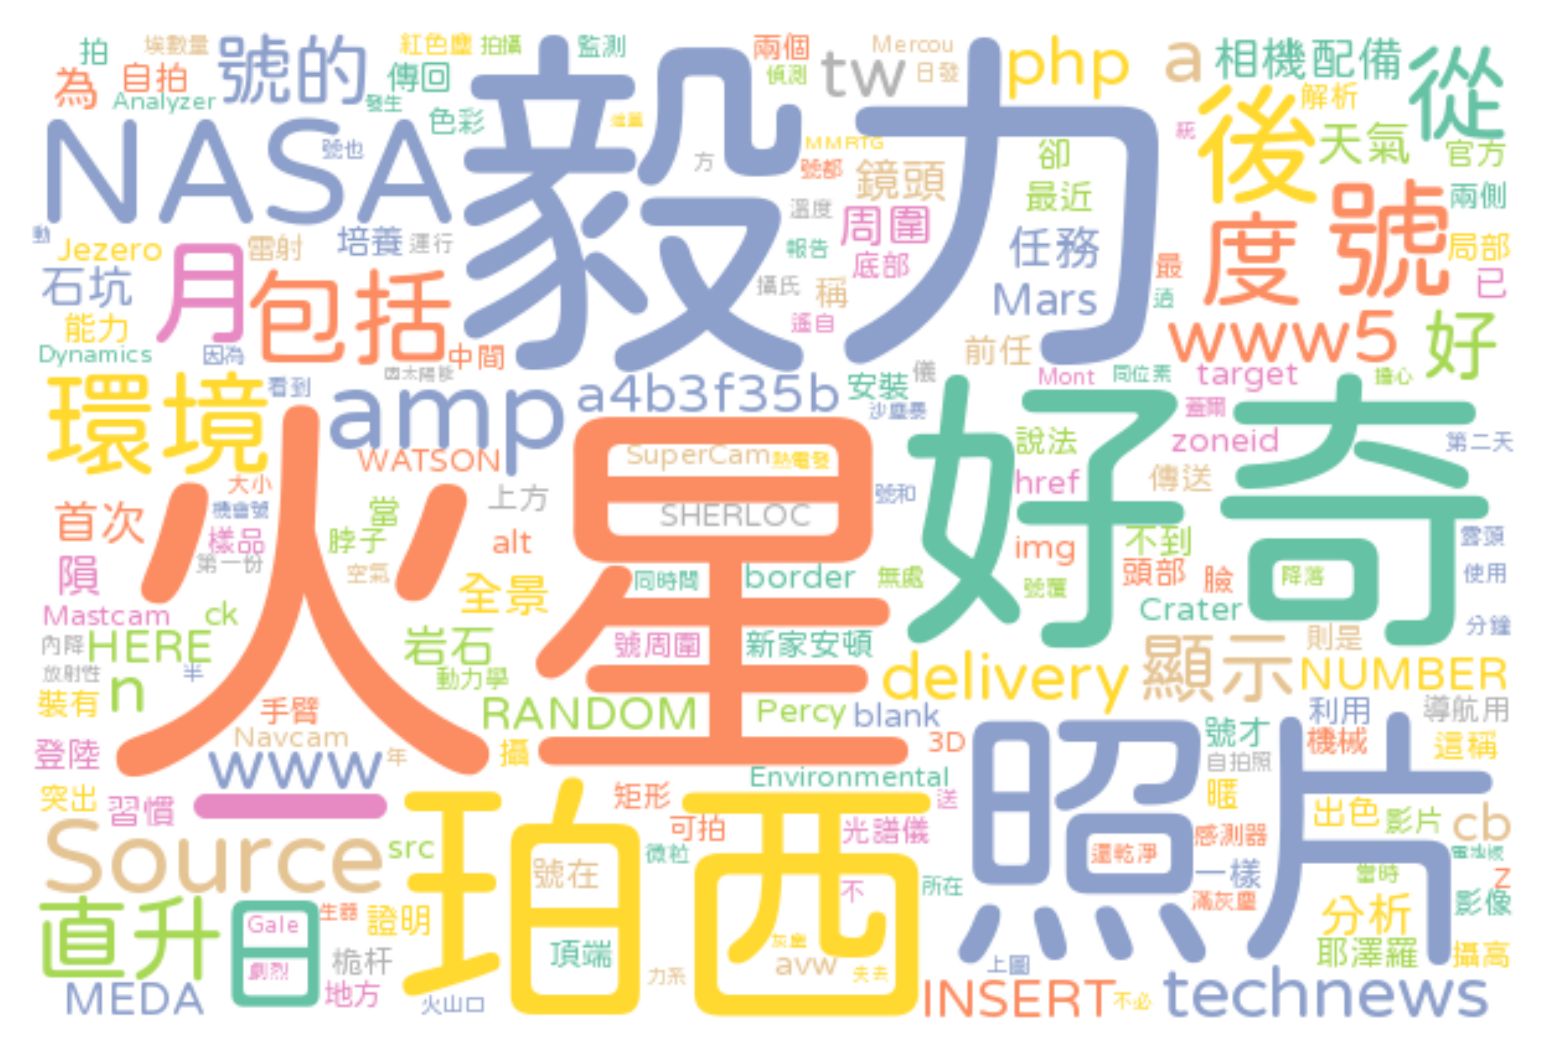 拍 埃數量 號的 紅色塵 拍攝 監測 兩個 Mercou php a 相機配備 從
為 自拍 傳回 毅力 偵測 tw 日發 解析
Analyzer 發生 後
NASA 號也 色彩 MMRTG 卻 天氣 官方
方 號都 鏡頭 最近 號 兩側
溫度 周圍 度
動 Jezero 月 雷射 培養 運行 報告 任務 局部
石坑 包括 攝氏 稱 底部 Mars 最 已
能力 遙自 www5 好
Dynamics 因為 中間 前任
環境 看到 amp a4b3f35b 安裝 儀 Mont 同位素 target 擔心
沙塵暴 好奇 蓋爾
火星 WATSON SuperCam 熱電發 說法 zoneid 第二天
大小 上方 號和 href 傳送
首次 機會號 當 SHERLOC
樣品 脖子 alt img 不到 雲頭
隕 第一份 空氣 同時間 border 無處 號覆 頭部 臉 降落 使用
Mastcam ck 全景 Crater 分鐘
內降 HERE 岩石 號周圍 新家安頓 則是
放射性 半 動力學 delivery 顯示 NUMBER
裝有 n 手臂 RANDOM Percy blank 利用 導航用
登陸 Navcam 年 攝 3D 照片 號才 機械 這稱
www Environmental 自拍照
突出 習慣 一 珀西 矩形 送 暱 出色 影片 cb
Source src 可拍 光譜儀 感測器
號在 微粒 還乾淨 一樣 當時 z
直升 日 Gale 生器 證明 不 所在 滿灰塵 分析 影像
劇烈 桅杆 頂端 灰塵 耶澤羅 攝高
MEDA 地方 火山口 力系 avw 失去 上圖
INSERT 不必 technews